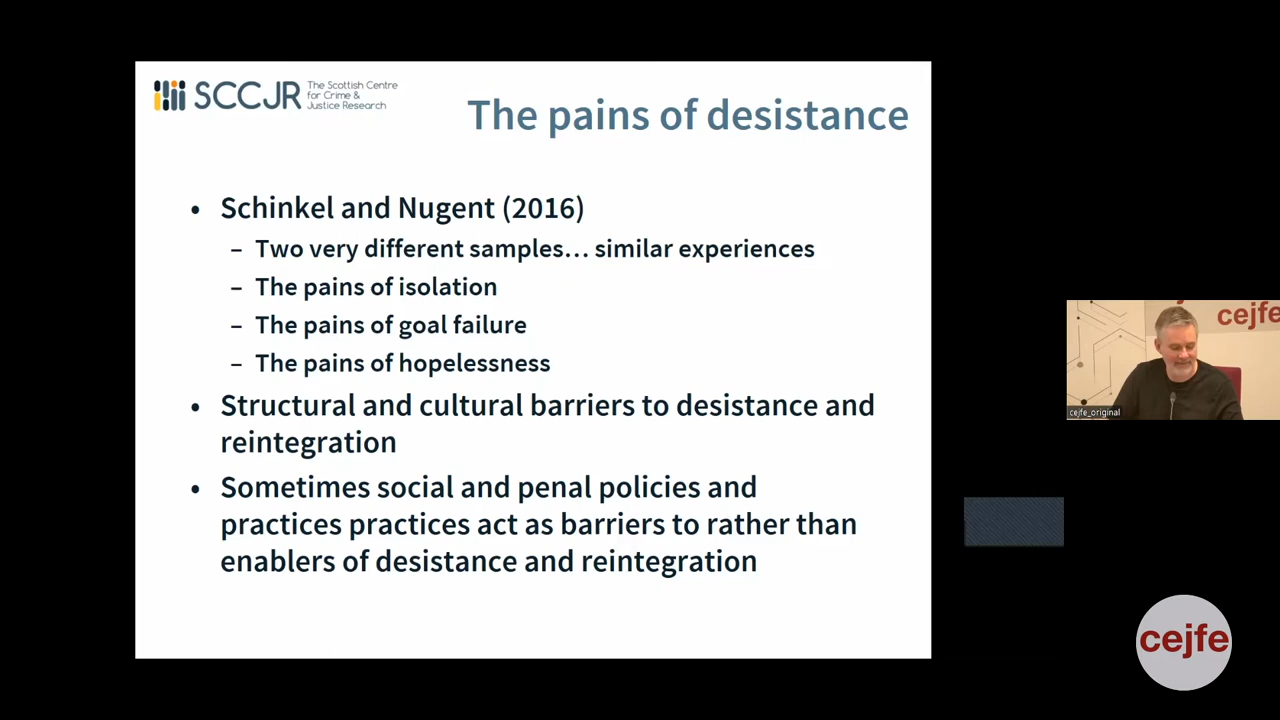 SCCJR
The Scottish Centre
for Crime &
Justice Research
The pains of desistance
• Schinkel and Nugent (2016)
– Two very different samples… similar experiences
– The pains of isolation
– The pains of goal failure
– The pains of hopelessness
• Structural and cultural barriers to desistance and
reintegration
• Sometimes social and penal policies and
practices practices act as barriers to rather than
enablers of desistance and reintegration
cejfe
cejfe_original
cejfe